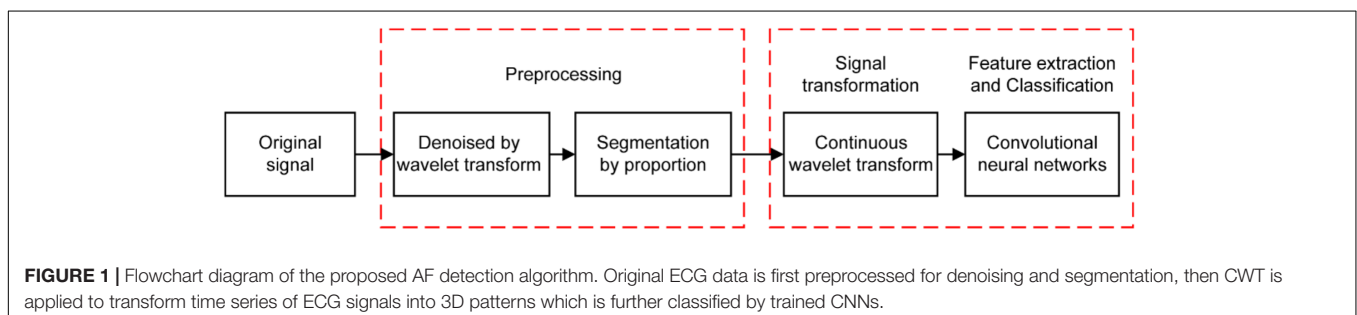 Preprocessing
Signal
transformation
Feature extraction
and Classification
Original
signal
Denoised by
wavelet transform
Segmentation
by proportion
Continuous
wavelet transform
Convolutional
neural networks
FIGURE 1 | Flowchart diagram of the proposed AF detection algorithm. Original ECG data is first preprocessed for denoising and segmentation, then CWT is
applied to transform time series of ECG signals into 3D patterns which is further classified by trained CNNs.